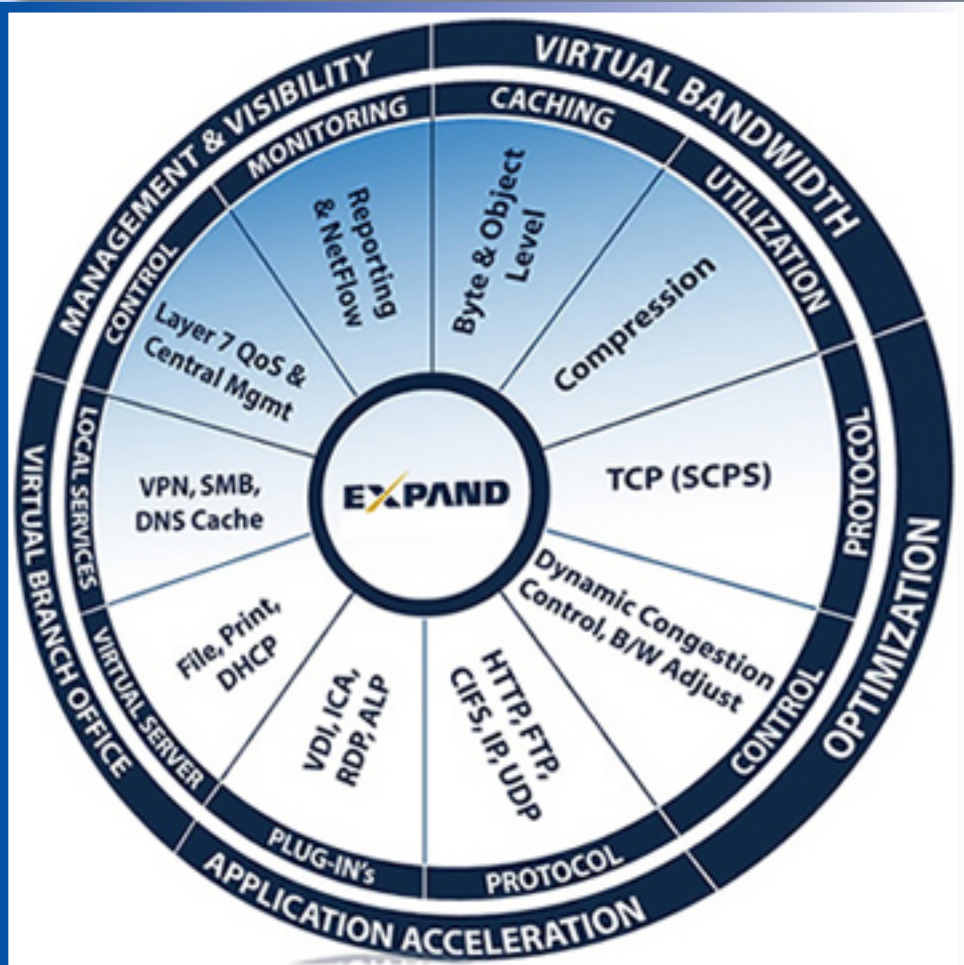 VIRTUAL BANDWIDTH
CACHING
Byte & Object
Level
UTILIZATION
Compression
OPTIMIZATION
PROTOCOL
TCP (SCPS)
CONTROL
Dynamic Congestion
Control, B/W Adjust
APPLICATION ACCELERATION
PROTOCOL
HTTP, FTP,
CIFS, IP, UDP
PLUG-IN's
VDI, ICA,
RDP, ALP
VIRTUAL BRANCH OFFICE
VIRTUAL SERVER
File, Print,
DHCP
LOCAL SERVICES
VPN, SMB,
DNS Cache
MANAGEMENT & VISIBILITY
CONTROL
Layer 7 QoS &
Central Mgmt
MONITORING
Reporting
& NetFlow
EXPAND